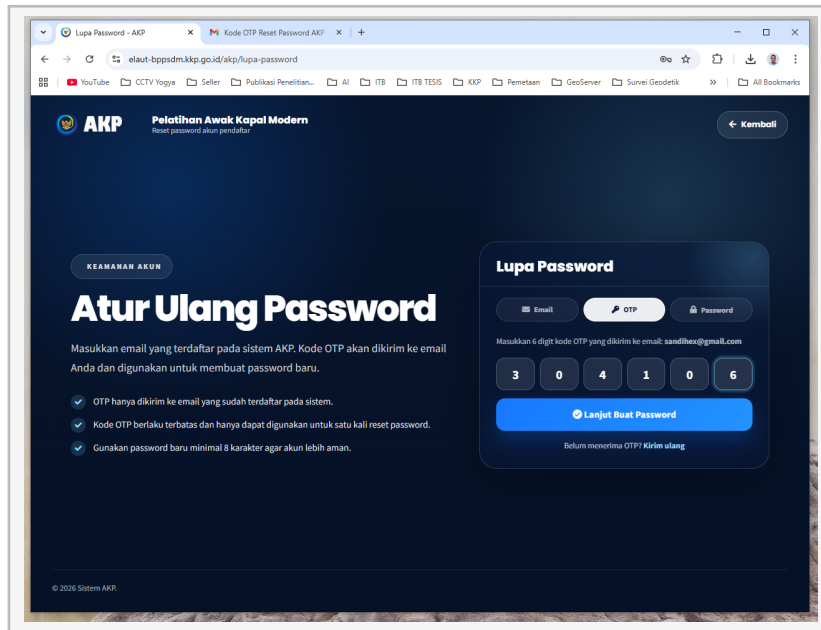 Lupa Password - AKP
Kode OTP Reset Password AKP
elaut-bppsdm.kkp.go.id/akp/lupa-password
YouTube CCTV Yogya Seller Publikasi Penelitian... AI ITB ITB TESIS KKP Pemetaan GeoServer Survei Geodetik » All Bookmarks
AKP
Pelatihan Awak Kapal Modern
Reset password akun pendaftar
← Kembali
KEAMANAN AKUN
Atur Ulang Password
Masukkan email yang terdaftar pada sistem AKP. Kode OTP akan dikirim ke email
Anda dan digunakan untuk membuat password baru.
OTP hanya dikirim ke email yang sudah terdaftar pada sistem.
Kode OTP berlaku terbatas dan hanya dapat digunakan untuk satu kali reset password.
Gunakan password baru minimal 8 karakter agar akun lebih aman.
Lupa Password
Email OTP Password
Masukkan 6 digit kode OTP yang dikirim ke email: sandihex@gmail.com
3 0 4 1 0 6
Lanjut Buat Password
Belum menerima OTP? Kirim ulang
© 2026 Sistem AKP.